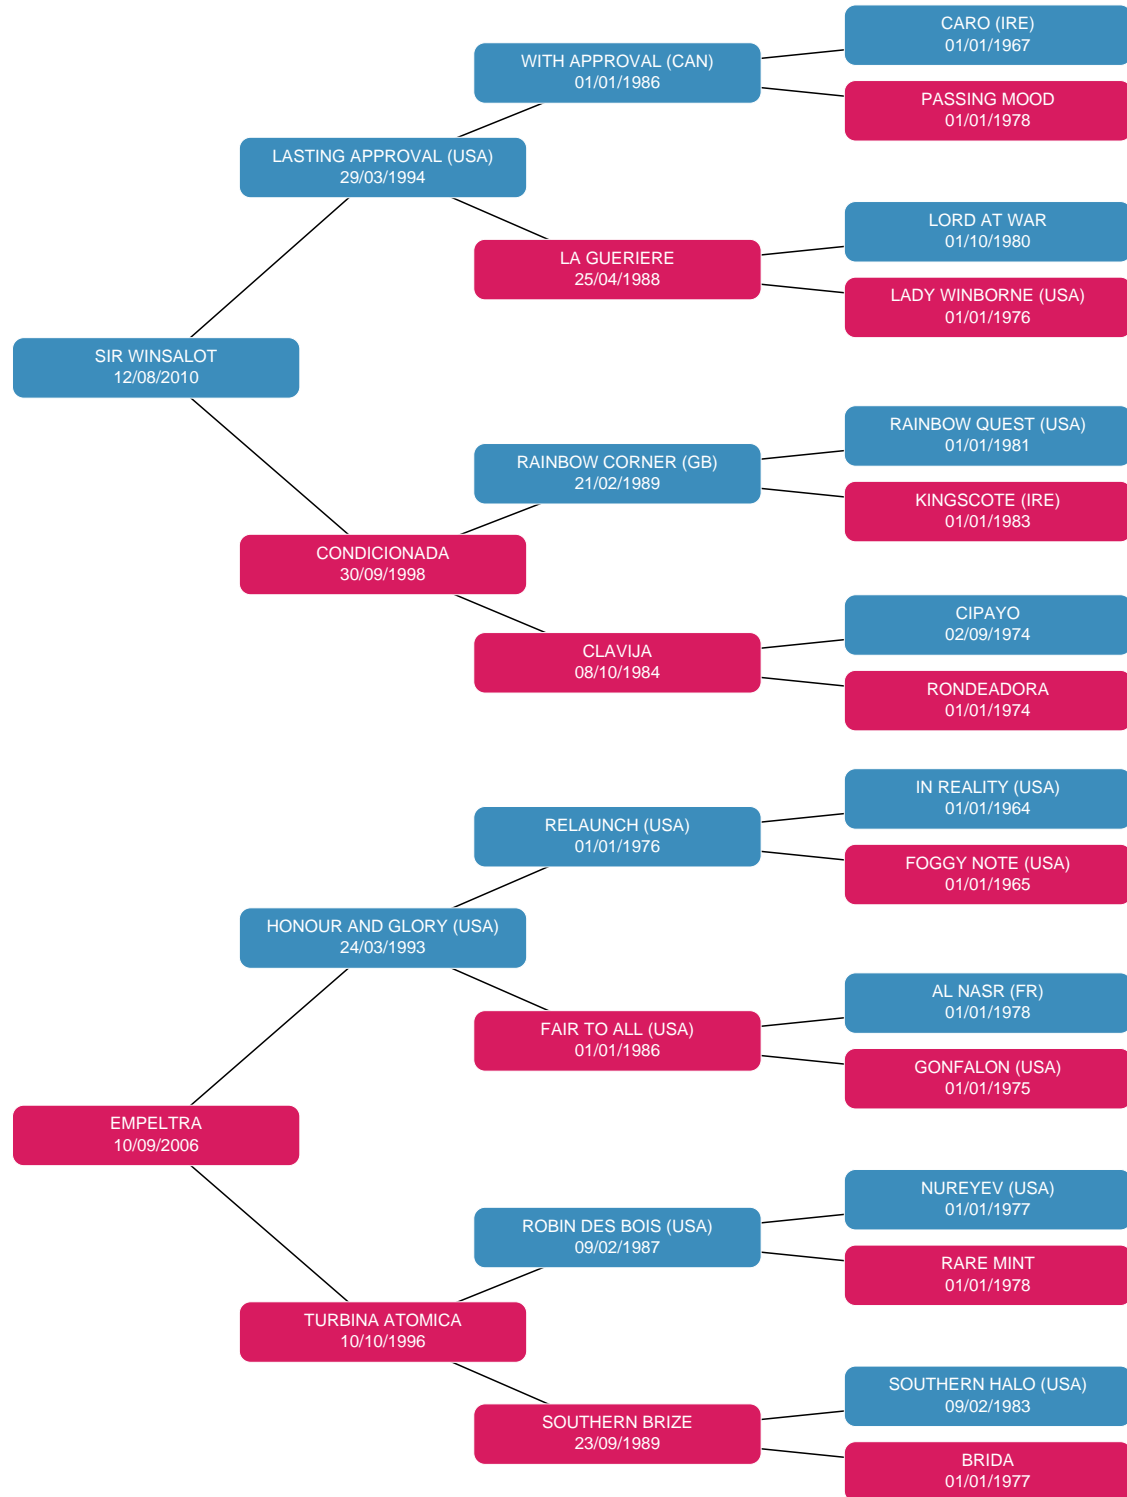 CARO (IRE)
01/01/1967
WITH APPROVAL (CAN)
01/01/1986
PASSING MOOD
01/01/1978
LASTING APPROVAL (USA)
29/03/1994
LORD AT WAR
01/10/1980
LA GUERIERE
25/04/1988
LADY WINBORNE (USA)
01/01/1976
SIR WINSALOT
12/08/2010
RAINBOW QUEST (USA)
01/01/1981
RAINBOW CORNER (GB)
21/02/1989
KINGSCOTE (IRE)
01/01/1983
CONDICIONADA
30/09/1998
CIPAYO
02/09/1974
CLAVIJA
08/10/1984
RONDEADORA
01/01/1974
IN REALITY (USA)
01/01/1964
RELAUNCH (USA)
01/01/1976
FOGGY NOTE (USA)
01/01/1965
HONOUR AND GLORY (USA)
24/03/1993
AL NASR (FR)
01/01/1978
FAIR TO ALL (USA)
01/01/1986
GONFALON (USA)
01/01/1975
EMPELTRA
10/09/2006
NUREYEV (USA)
01/01/1977
ROBIN DES BOIS (USA)
09/02/1987
RARE MINT
01/01/1978
TURBINA ATOMICA
10/10/1996
SOUTHERN HALO (USA)
09/02/1983
SOUTHERN BRIZE
23/09/1989
BRIDA
01/01/1977